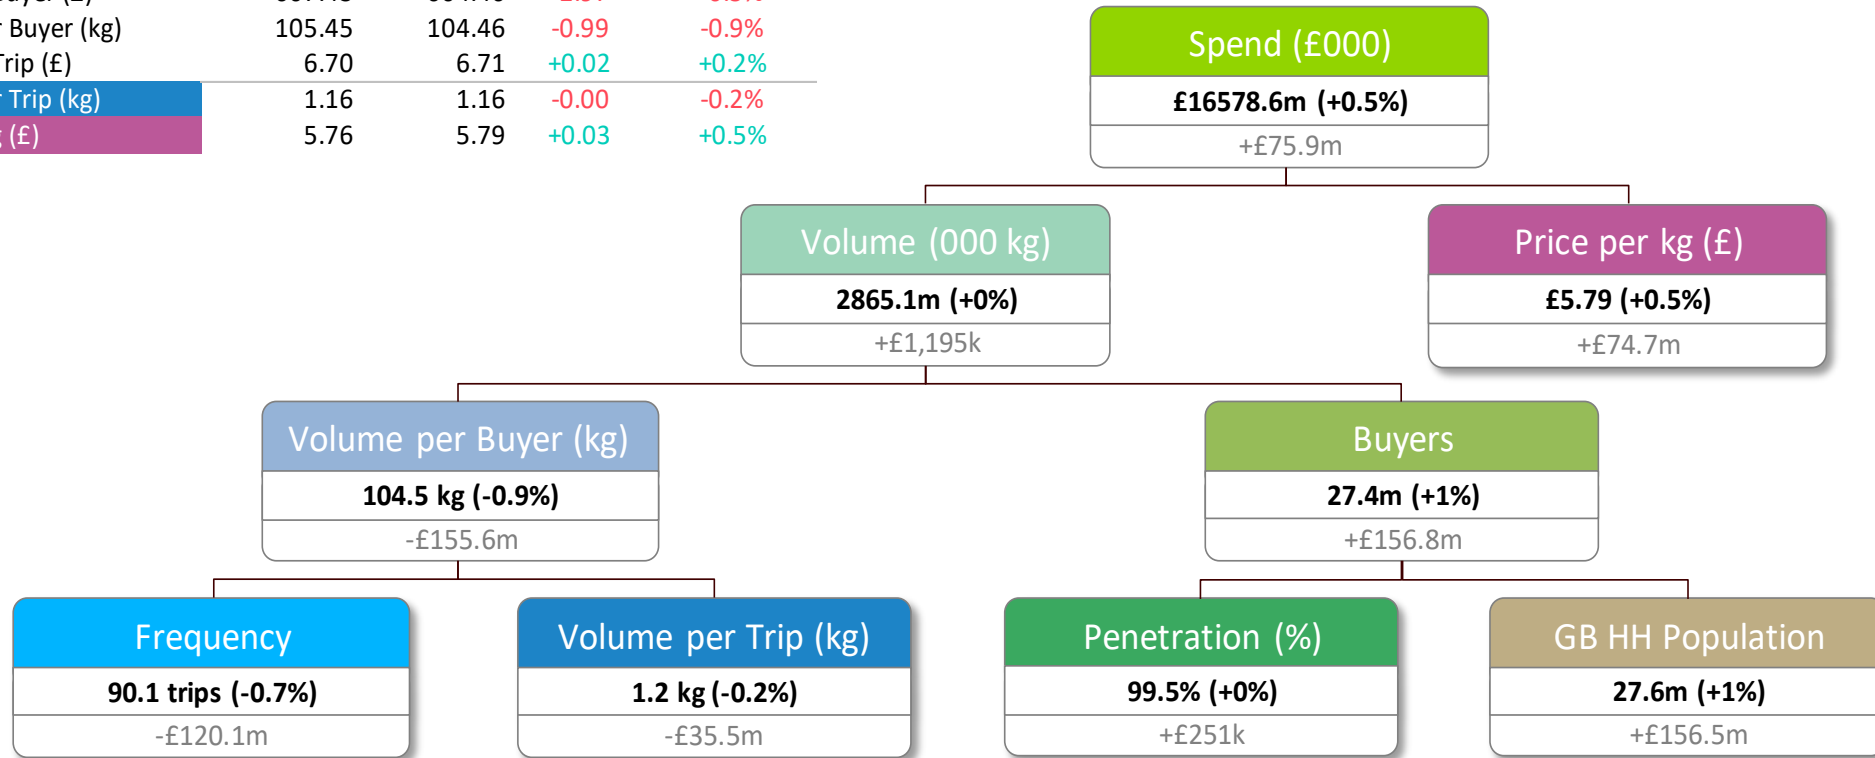 r Buyer (kg) 105.45 104.46 -0.99 -0.9%
Trip (£) 6.70 6.71 +0.02 +0.2%
r Trip (kg) 1.16 1.16 -0.00 -0.2%
(£) 5.76 5.79 +0.03 +0.5%
Spend (£000)
£16578.6m (+0.5%)
+£75.9m
Volume (000 kg)
2865.1m (+0%)
+£1,195k
Price per kg (£)
£5.79 (+0.5%)
+£74.7m
Volume per Buyer (kg)
104.5 kg (-0.9%)
-£155.6m
Buyers
27.4m (+1%)
+£156.8m
Frequency
90.1 trips (-0.7%)
-£120.1m
Volume per Trip (kg)
1.2 kg (-0.2%)
-£35.5m
Penetration (%)
99.5% (+0%)
+£251k
GB HH Population
27.6m (+1%)
+£156.5m